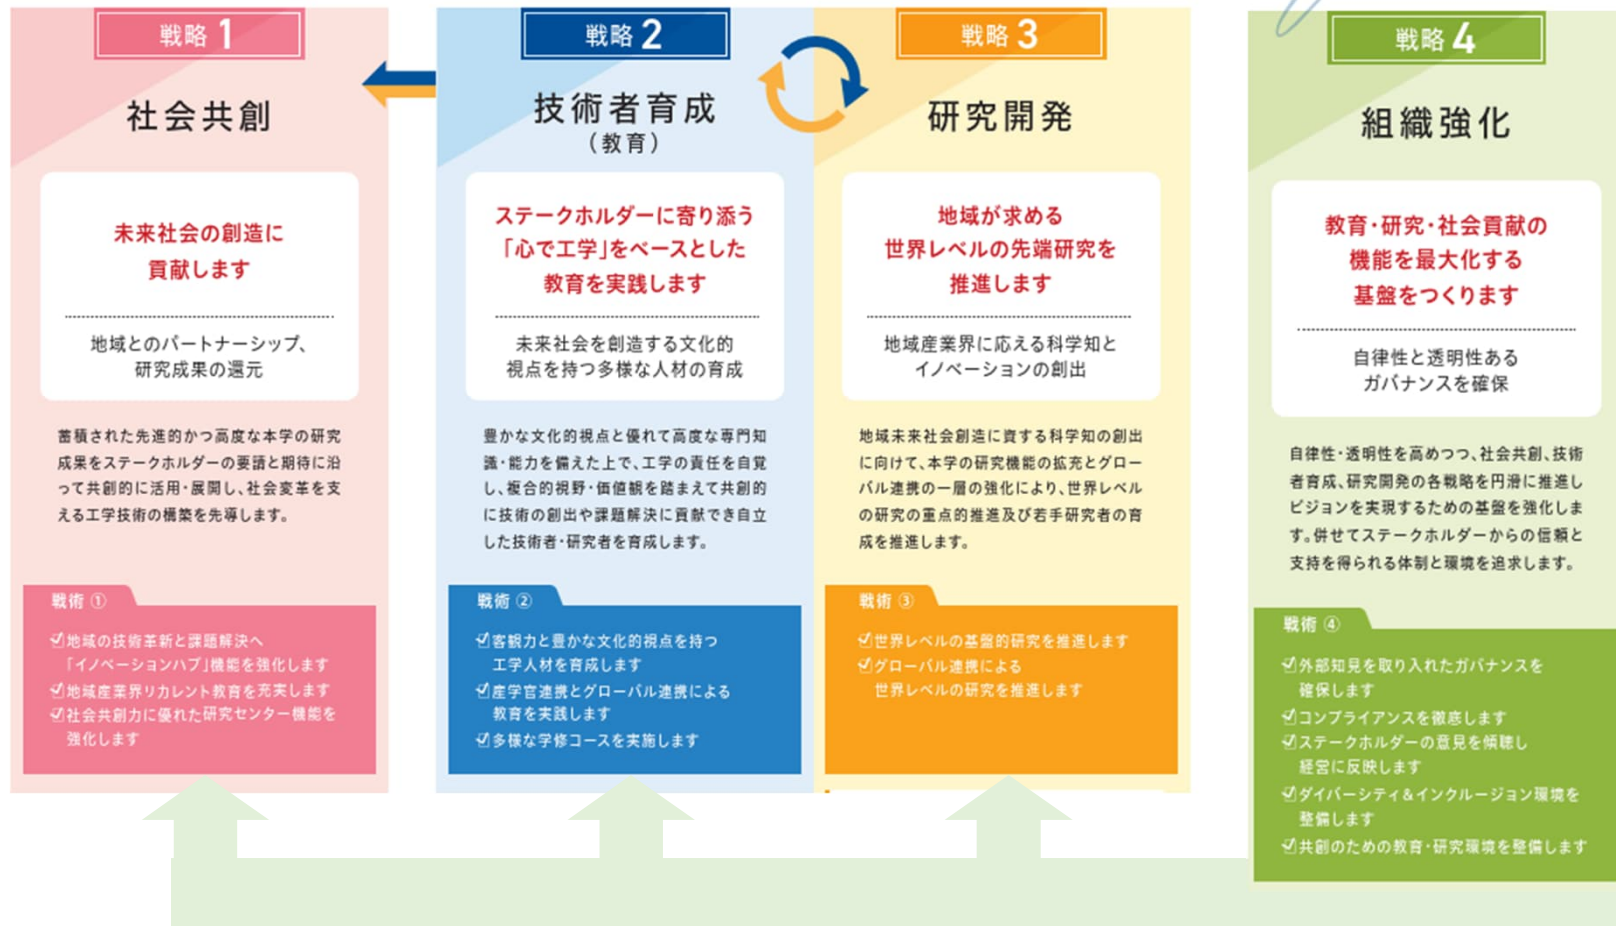 戦略 1
社会共創
未来社会の創造に
貢献します
地域とのパートナーシップ、
研究成果の還元
蓄積された先進的かつ高度な本学の研究
成果をステークホルダーの要請と期待に沿
って共創的に活用・展開し、社会変革を支
える工学技術の構築を先導します。
戦術 ①
地域の技術革新と課題解決へ
「イノベーションハブ」機能を強化します
地域産業界リカレント教育を充実します
社会共創力に優れた研究センター機能を
強化します
戦略 2
技術者育成
（教育）
ステークホルダーに寄り添う
「心で工学」をベースとした
教育を実践します
未来社会を創造する文化的
視点を持つ多様な人材の育成
豊かな文化的視点と優れて高度な専門知
識・能力を備えた上で、工学の責任を自覚
し、複合的視野・価値観を踏まえて共創的
に技術の創出や課題解決に貢献でき自立
した技術者・研究者を育成します。
戦術 ②
客観力と豊かな文化的視点を持つ
工学人材を育成します
産学官連携とグローバル連携による
教育を実践します
多様な学修コースを実施します
戦略 3
研究開発
地域が求める
世界レベルの先端研究を
推進します
地域産業界に応える科学知と
イノベーションの創出
地域未来社会創造に資する科学知の創出
に向けて、本学の研究機能の拡充とグロー
バル連携の一層の強化により、世界レベル
の研究の重点的推進及び若手研究者の育
成を推進します。
戦術 ③
世界レベルの基盤的研究を推進します
グローバル連携による
世界レベルの研究を推進します
戦略 4
組織強化
教育・研究・社会貢献の
機能を最大化する
基盤をつくります
自律性と透明性ある
ガバナンスを確保
自律性・透明性を高めつつ、社会共創、技術
者育成、研究開発の各戦略を円滑に推進し
ビジョンを実現するための基盤を強化しま
す。併せてステークホルダーからの信頼と
支持を得られる体制と環境を追求します。
戦術 ④
外部知見を取り入れたガバナンスを
確保します
コンプライアンスを徹底します
ステークホルダーの意見を傾聴し
経営に反映します
ダイバーシティ＆インクルージョン環境を
整備します
共創のための教育・研究環境を整備します